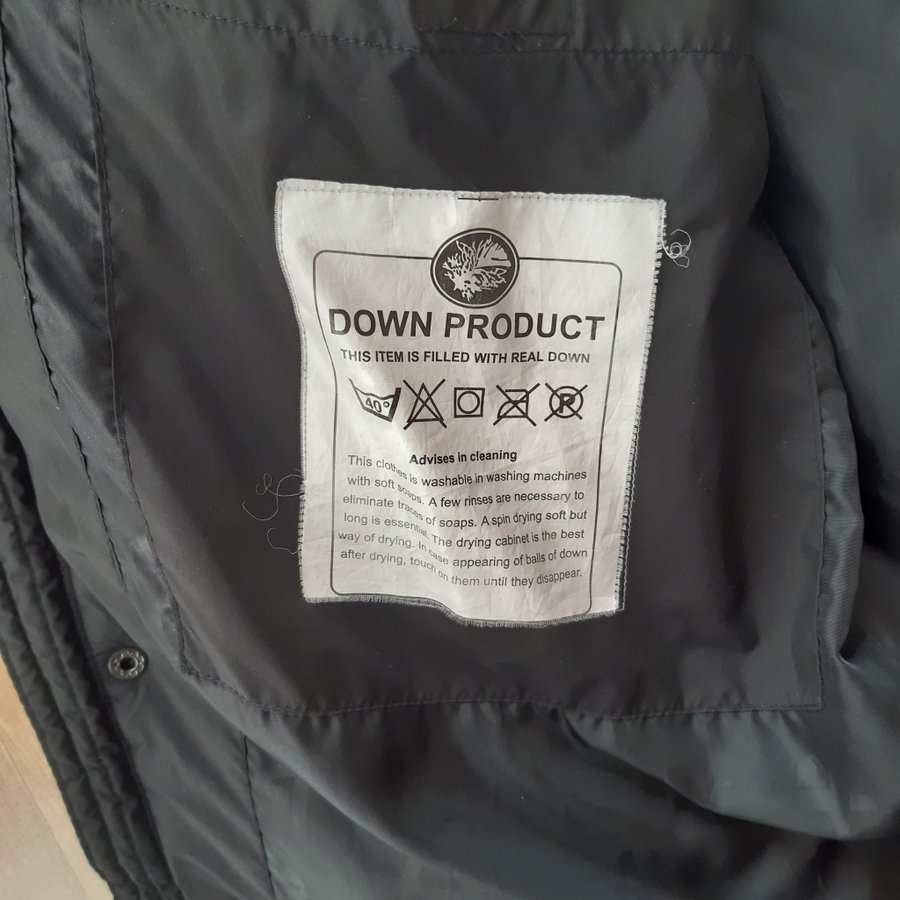 DOWN PRODUCT
THIS ITEM IS FILLED WITH REAL DOWN
40° P
Advises in cleaning
This clothes is washable in washing machines
with soft soaps. A few rinses are necessary to
eliminate traces of soaps. A spin drying soft but
long is essential. The drying cabinet is the best
way of drying. In case appearing of balls of down
after drying, touch on them until they disappear.